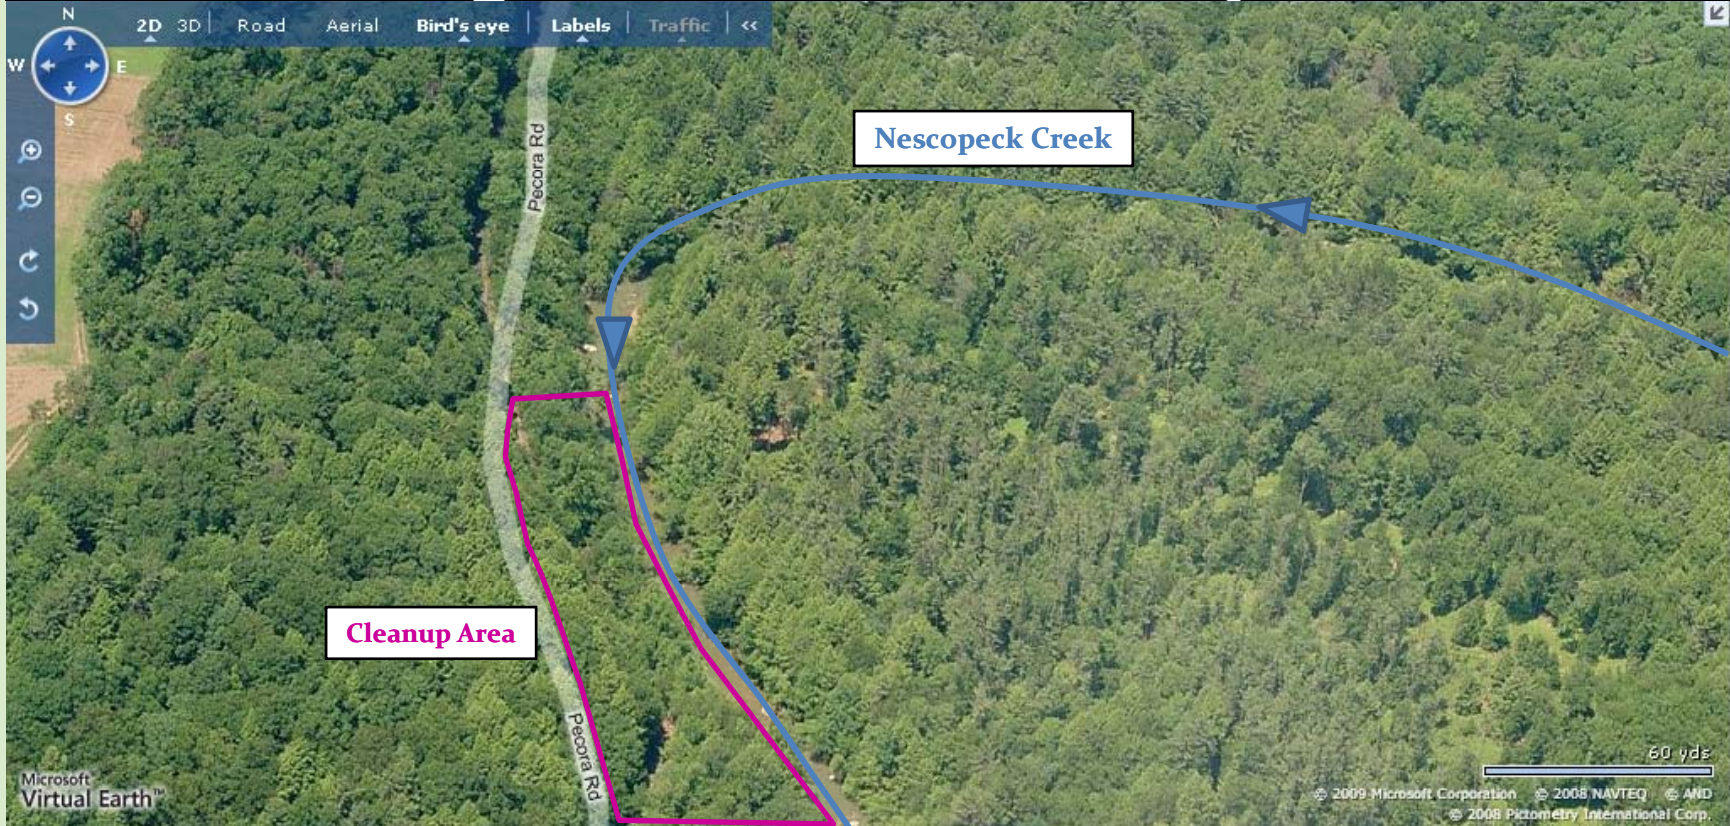 N
W
E
S
2D 3D Road Aerial Bird's eye Labels Traffic <<
Pecora Rd
Nescopeck Creek
Cleanup Area
Pecora Rd
60 yds
Microsoft
Virtual Earth™
© 2009 Microsoft Corporation © 2008 NAVTEQ © AND
© 2008 Pictometry International Corp.